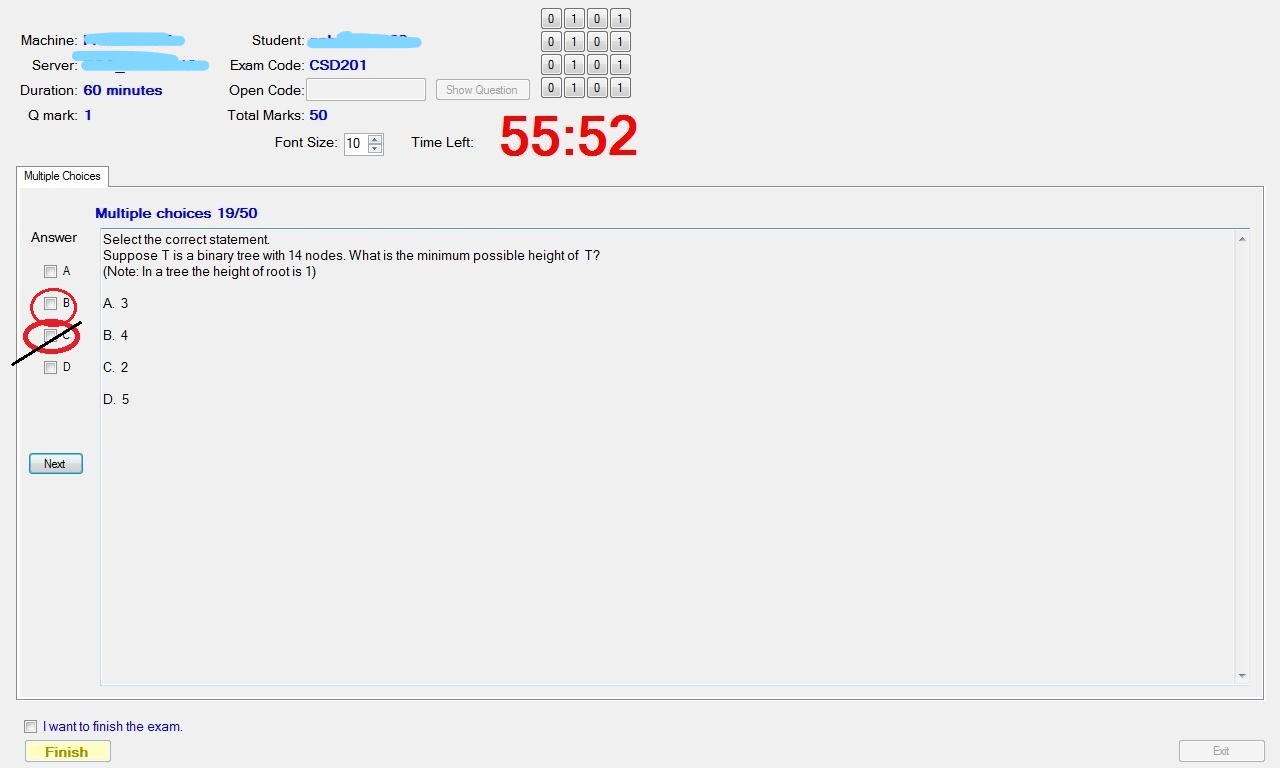 0 1 0 1
Machine: Student: 0 1 0 1
Server: Exam Code: CSD201 0 1 0 1
Duration: 60 minutes Open Code: Show Question 0 1 0 1
Q mark: 1 Total Marks: 50
Font Size: 10 Time Left: 55:52
Multiple Choices
Multiple choices 19/50
Answer
Select the correct statement.
Suppose T is a binary tree with 14 nodes. What is the minimum possible height of T?
A (Note: In a tree the height of root is 1)
B A. 3
C B. 4
D C. 2
D. 5
Next
I want to finish the exam.
Finish Exit